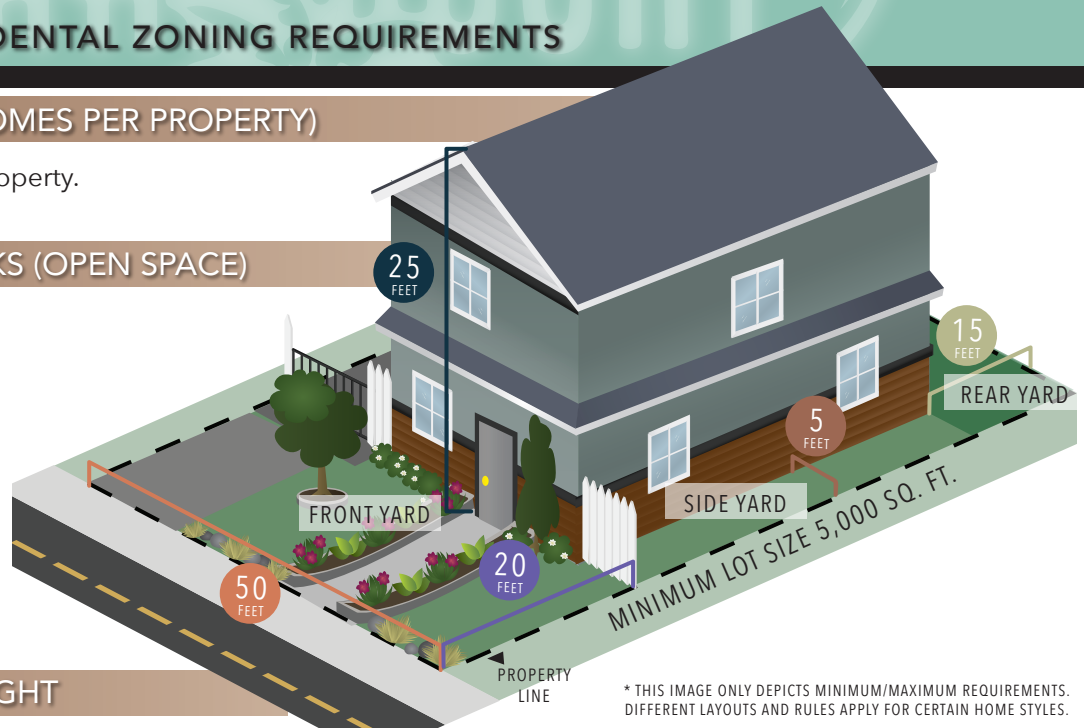 DENTAL ZONING REQUIREMENTS
OMES PER PROPERTY)
operty.
KS (OPEN SPACE)
25
FEET
15
FEET
REAR YARD
5
FEET
SIDE YARD
FRONT YARD
20
FEET
50
FEET
MINIMUM LOT SIZE 5,000 SQ. FT.
PROPERTY
LINE
GHT
* THIS IMAGE ONLY DEPICTS MINIMUM/MAXIMUM REQUIREMENTS.
DIFFERENT LAYOUTS AND RULES APPLY FOR CERTAIN HOME STYLES.